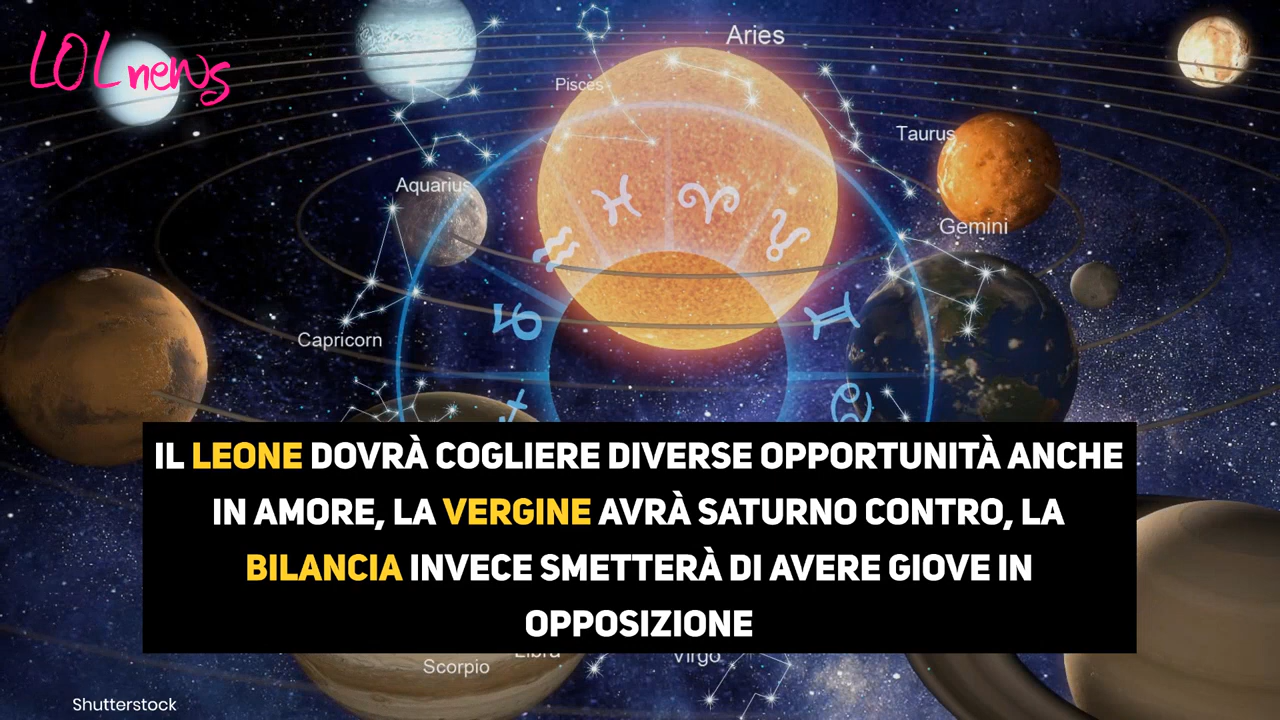 LOL news
Aries
Pisces
Taurus
Aquarius
Gemini
Capricorn
IL LEONE DOVRÀ COGLIERE DIVERSE OPPORTUNITÀ ANCHE
IN AMORE, LA VERGINE AVRÀ SATURNO CONTRO, LA
BILANCIA INVECE SMETTERÀ DI AVERE GIOVE IN
OPPOSIZIONE
Libra
Virgo
Scorpio
Shutterstock